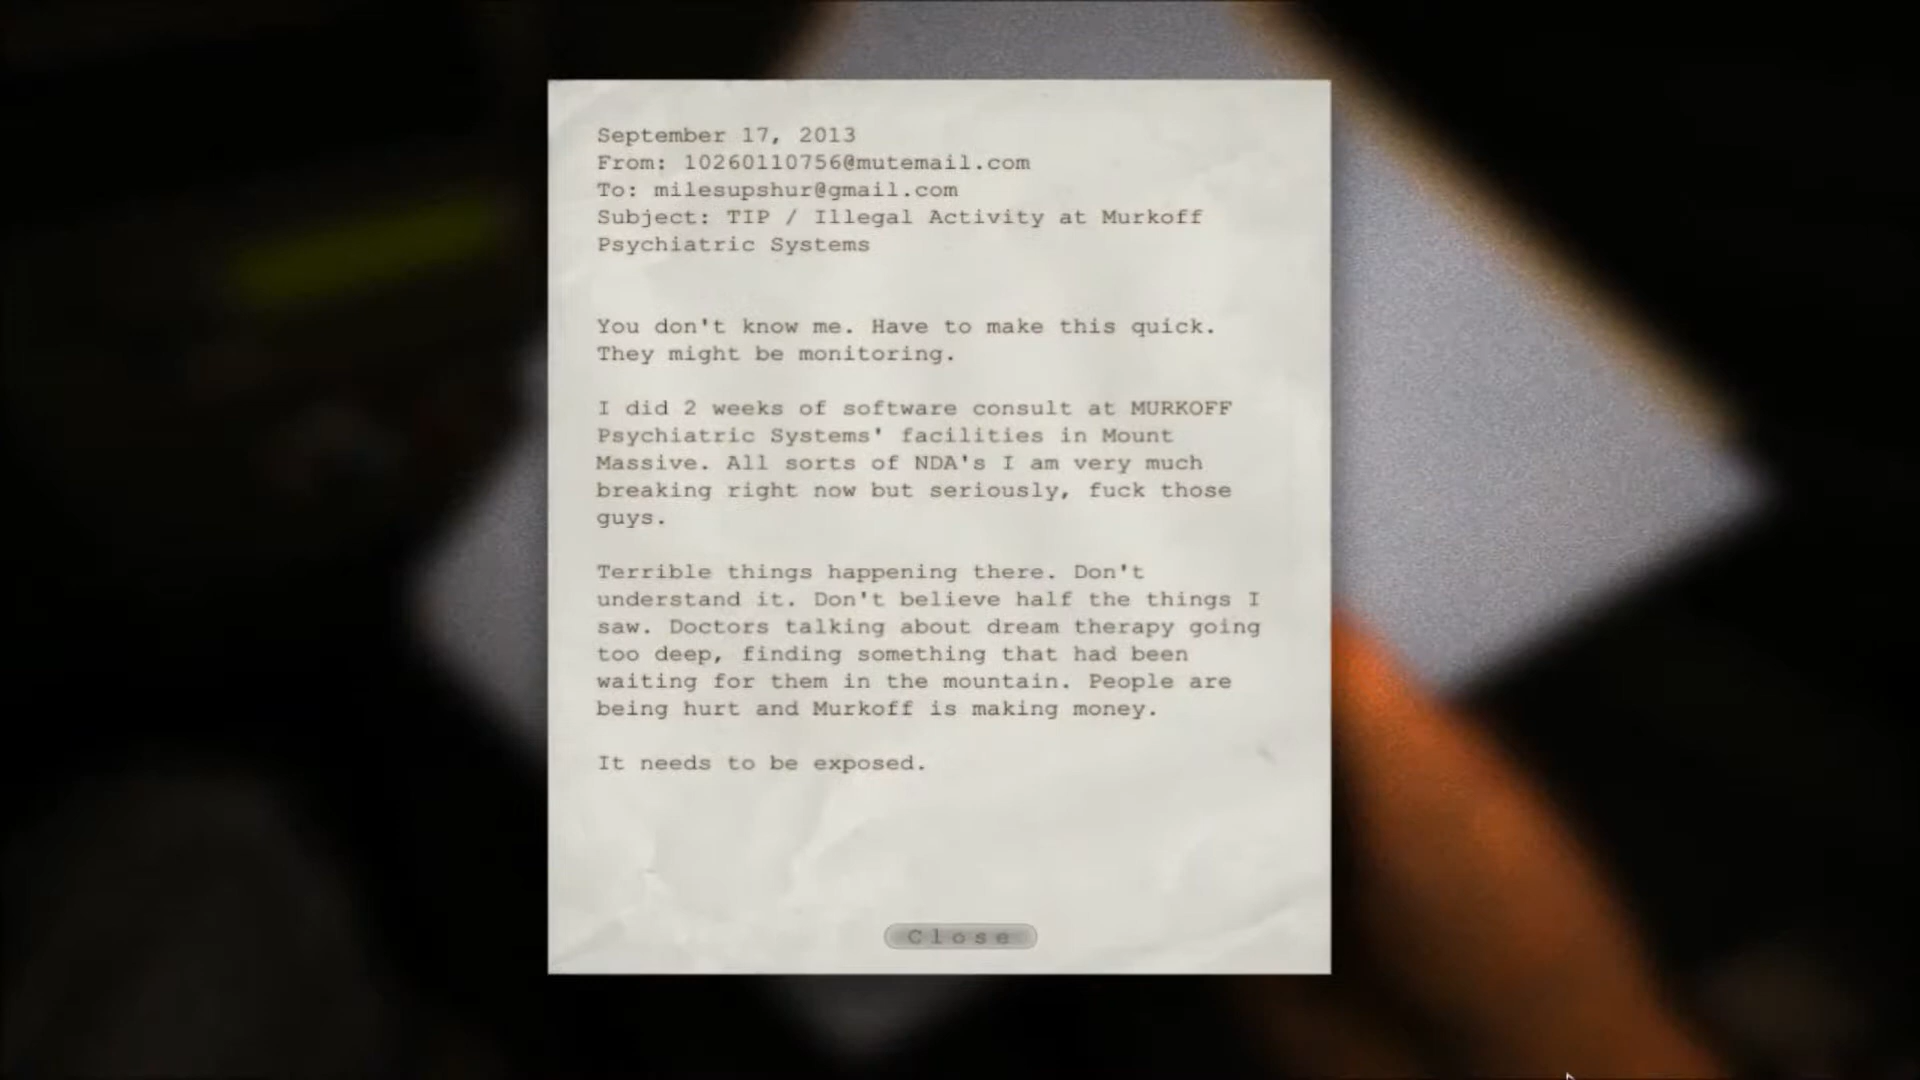 September 17, 2013
From: 10260110756@mutemail.com
To: milesupshur@gmail.com
Subject: TIP / Illegal Activity at Murkoff
Psychiatric Systems
You don't know me. Have to make this quick.
They might be monitoring.
I did 2 weeks of software consult at MURKOFF
Psychiatric Systems' facilities in Mount
Massive. All sorts of NDA's I am very much
breaking right now but seriously, fuck those
guys.
Terrible things happening there. Don't
understand it. Don't believe half the things I
saw. Doctors talking about dream therapy going
too deep, finding something that had been
waiting for them in the mountain. People are
being hurt and Murkoff is making money.
It needs to be exposed.
Close